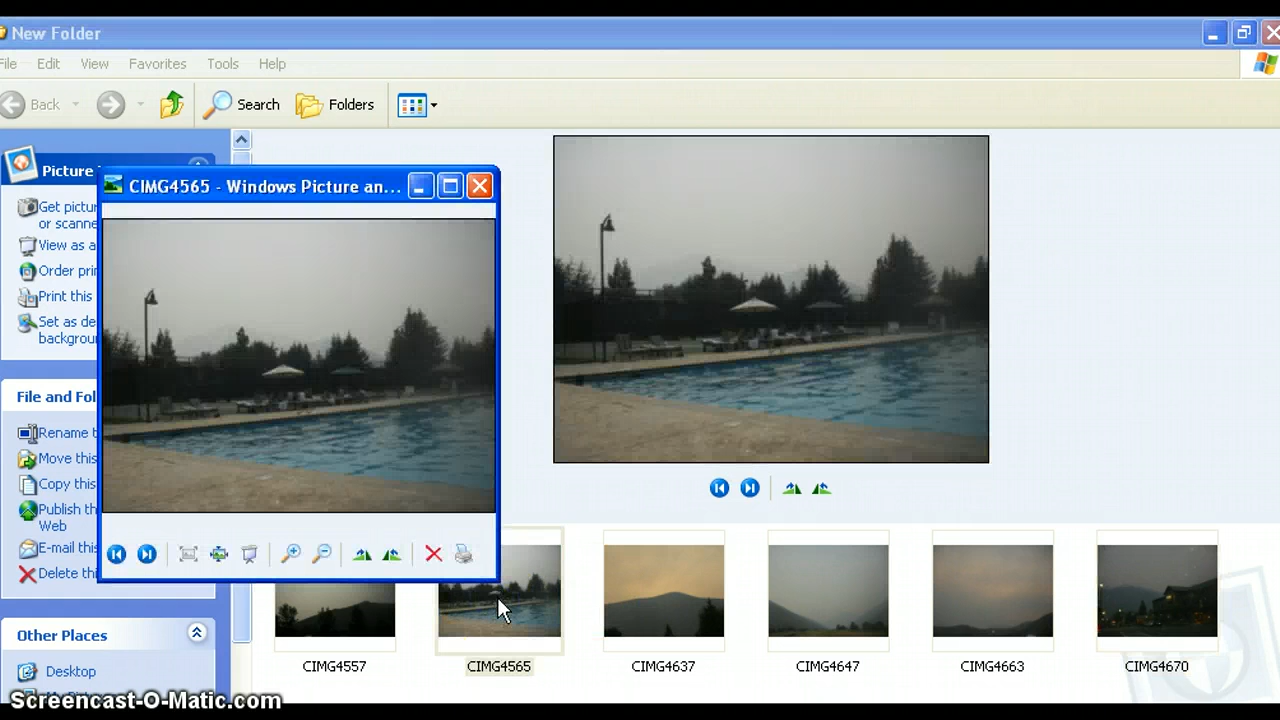 New Folder
File Edit View Favorites Tools Help
Back Search Folders
Picture
CIMG4565 - Windows Picture an...
Get pictur
or scanne
View as a
Order prin
Print this
Set as de
backgroun
File and Fol
Rename t
Move this
Copy this
Publish th
Web
E-mail this
Delete thi
CIMG4557 CIMG4565 CIMG4637 CIMG4647 CIMG4663 CIMG4670
Other Places
Desktop
Screencast-O-Matic.com